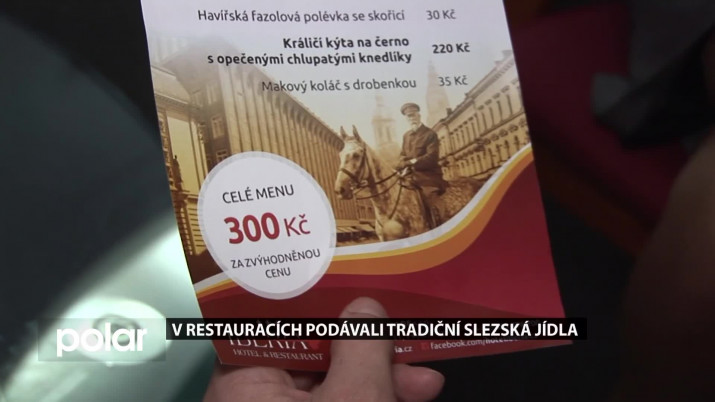 Havířská fazolová polévka se skořicí 30 Kč
Králičí kýta na černo
s opečenými chlupatými knedlíky 220 Kč
Makový koláč s drobenkou 35 Kč
CELÉ MENU
300 Kč
ZA ZVÝHODNĚNOU
CENU
V RESTAURACÍCH PODÁVALI TRADIČNÍ SLEZSKÁ JÍDLA
polar
IBERIA
HOTEL & RESTAURANT
facebook.com/